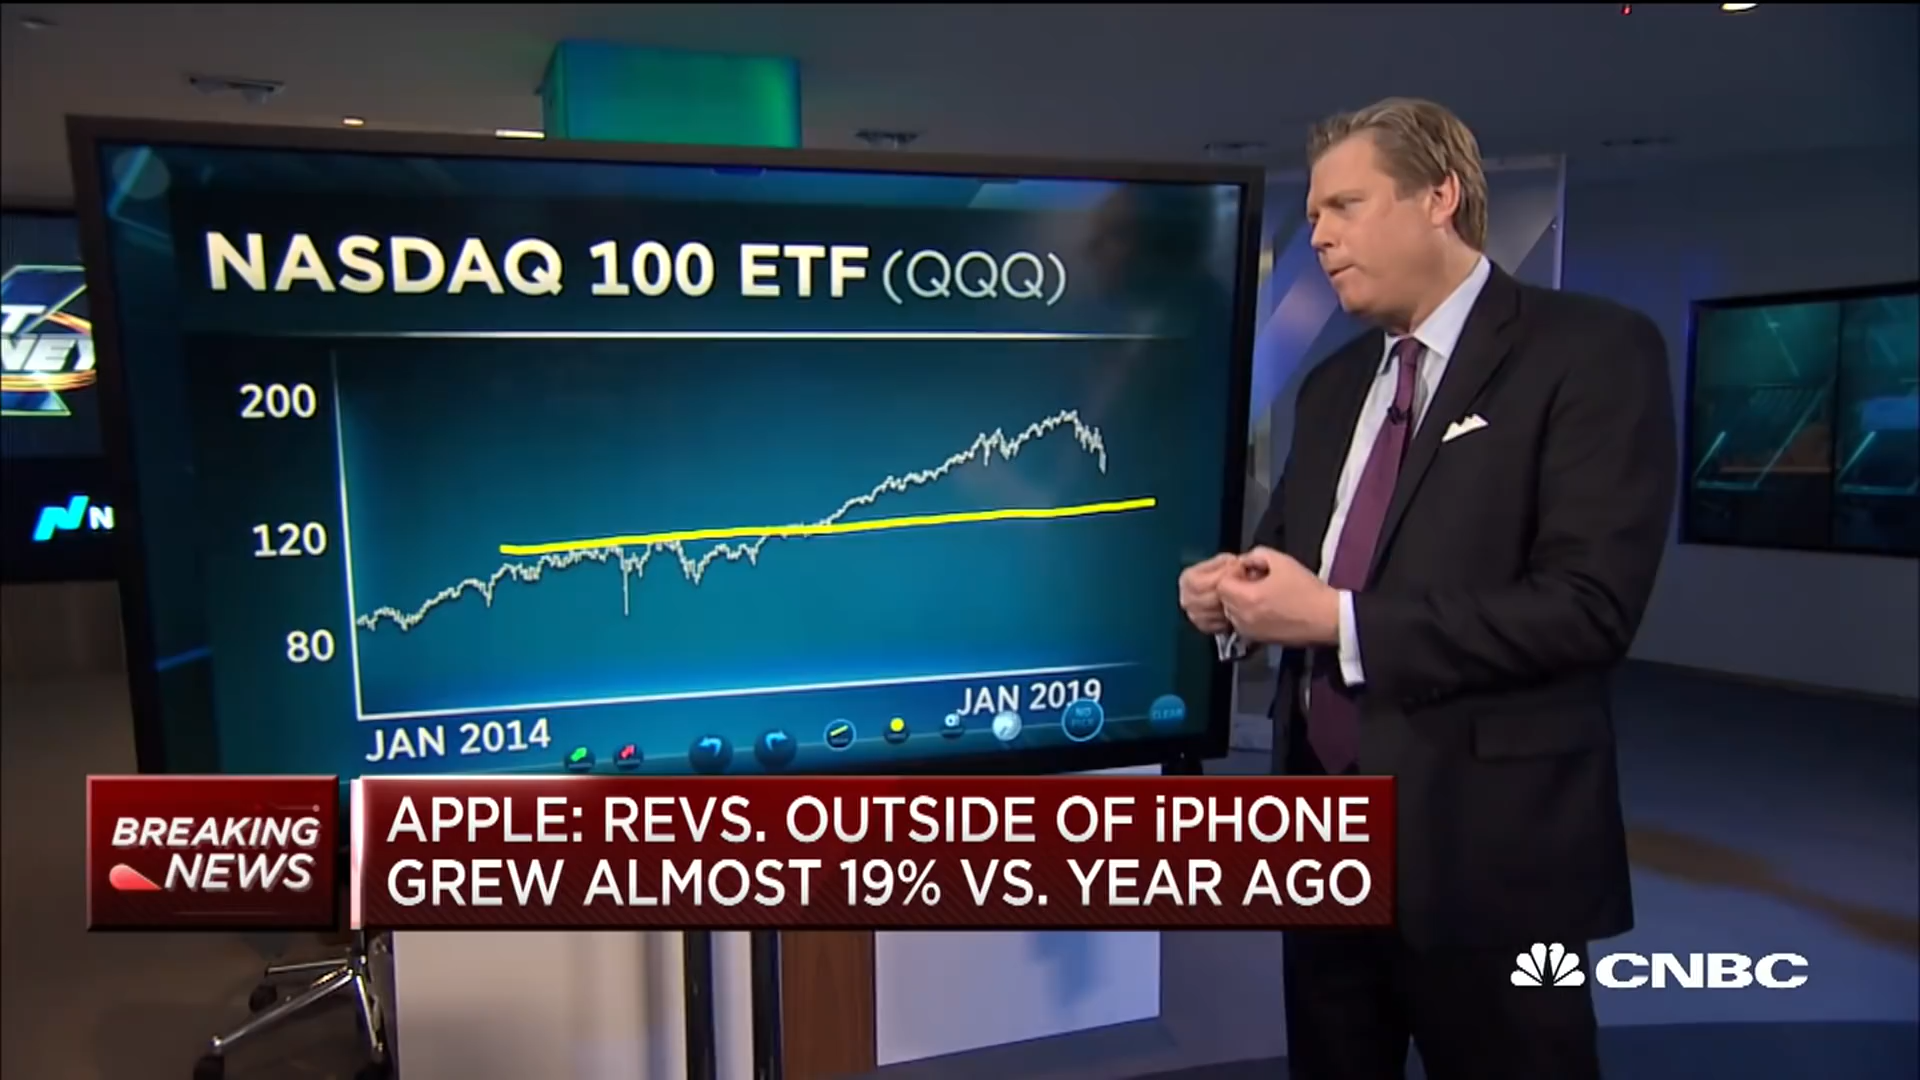 NASDAQ 100 ETF (QQQ)
200
120
80
JAN 2014
JAN 2019
CLEAR
N
BREAKING
NEWS
APPLE: REVS. OUTSIDE OF iPHONE
GREW ALMOST 19% VS. YEAR AGO
CNBC